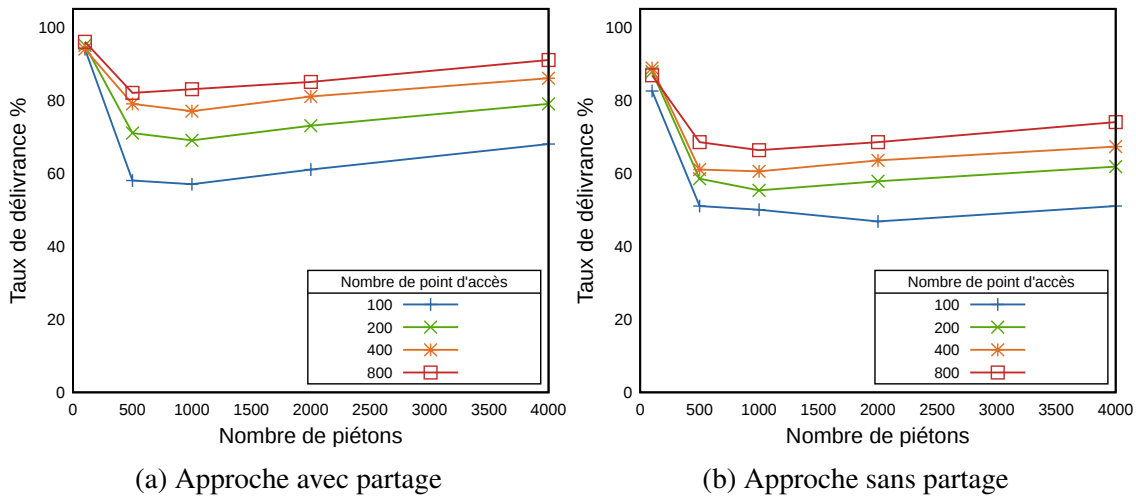 Taux de délivrance %
100
80
60
40
20
0
Nombre de point d'accès
100
200
400
800
0 500 1000 1500 2000 2500 3000 3500 4000
Nombre de piétons
(a) Approche avec partage
Taux de délivrance %
100
80
60
40
20
0
Nombre de point d'accès
100
200
400
800
0 500 1000 1500 2000 2500 3000 3500 4000
Nombre de piétons
(b) Approche sans partage